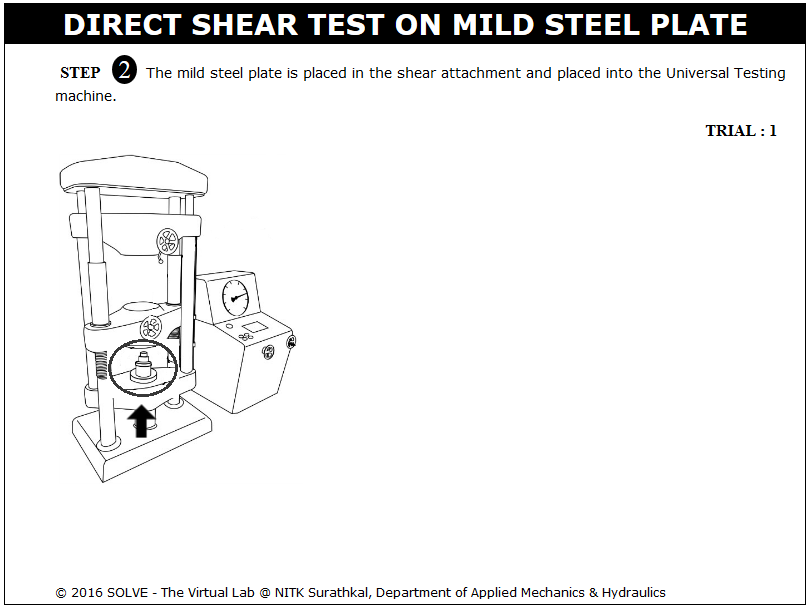 DIRECT SHEAR TEST ON MILD STEEL PLATE
STEP 2 The mild steel plate is placed in the shear attachment and placed into the Universal Testing
machine.
TRIAL : 1
© 2016 SOLVE - The Virtual Lab @ NITK Surathkal, Department of Applied Mechanics & Hydraulics